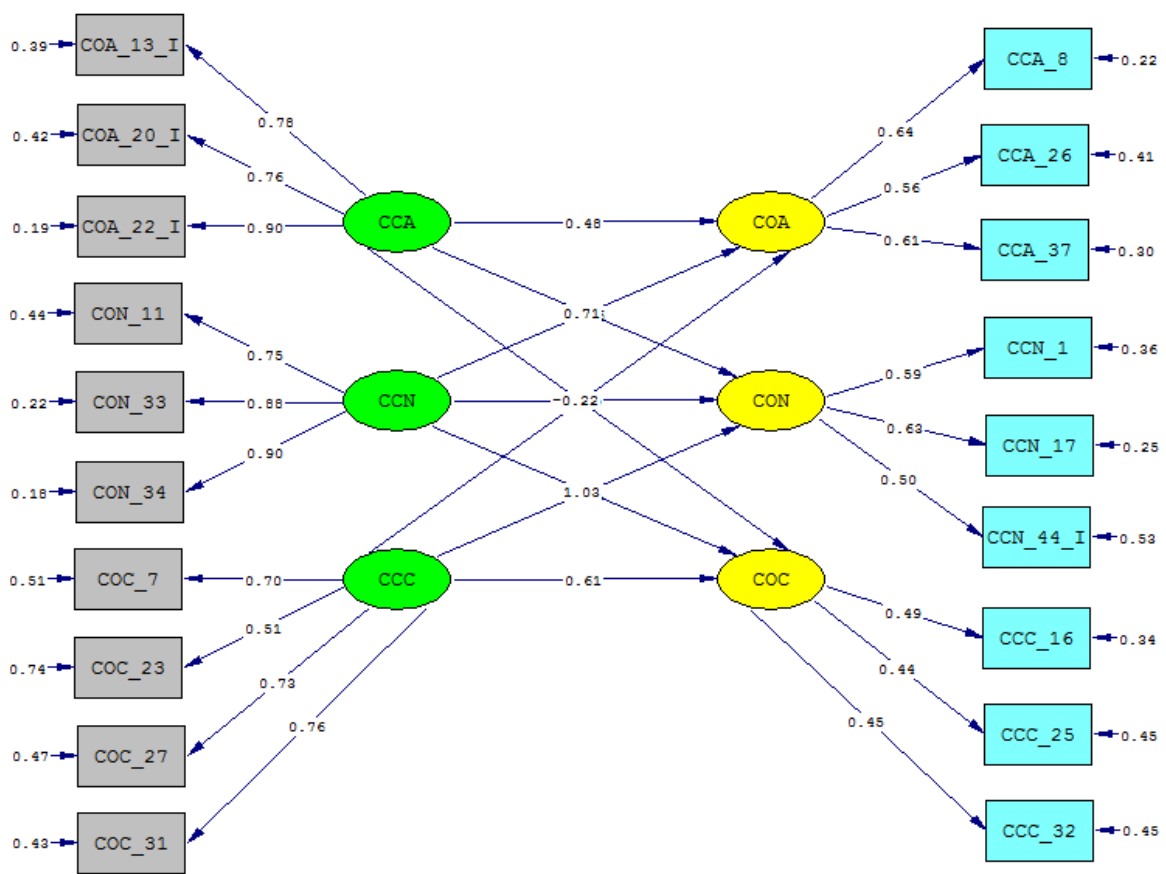 0.39 COA_13_I
0.42 COA_20_I
0.19 COA_22_I
0.44 CON_11
0.22 CON_33
0.18 CON_34
0.51 COC_7
0.74 COC_23
0.47 COC_27
0.43 COC_31
0.78
0.76
0.90
0.75
0.88
0.90
0.70
0.51
0.73
0.76
CCA
CCN
CCC
0.48
0.71
-0.22
1.03
0.61
COA
CON
COC
0.64
0.56
0.61
0.59
0.63
0.50
0.49
0.44
0.45
CCA_8 0.22
CCA_26 0.41
CCA_37 0.30
CCN_1 0.36
CCN_17 0.25
CCN_44_I 0.53
CCC_16 0.34
CCC_25 0.45
CCC_32 0.45